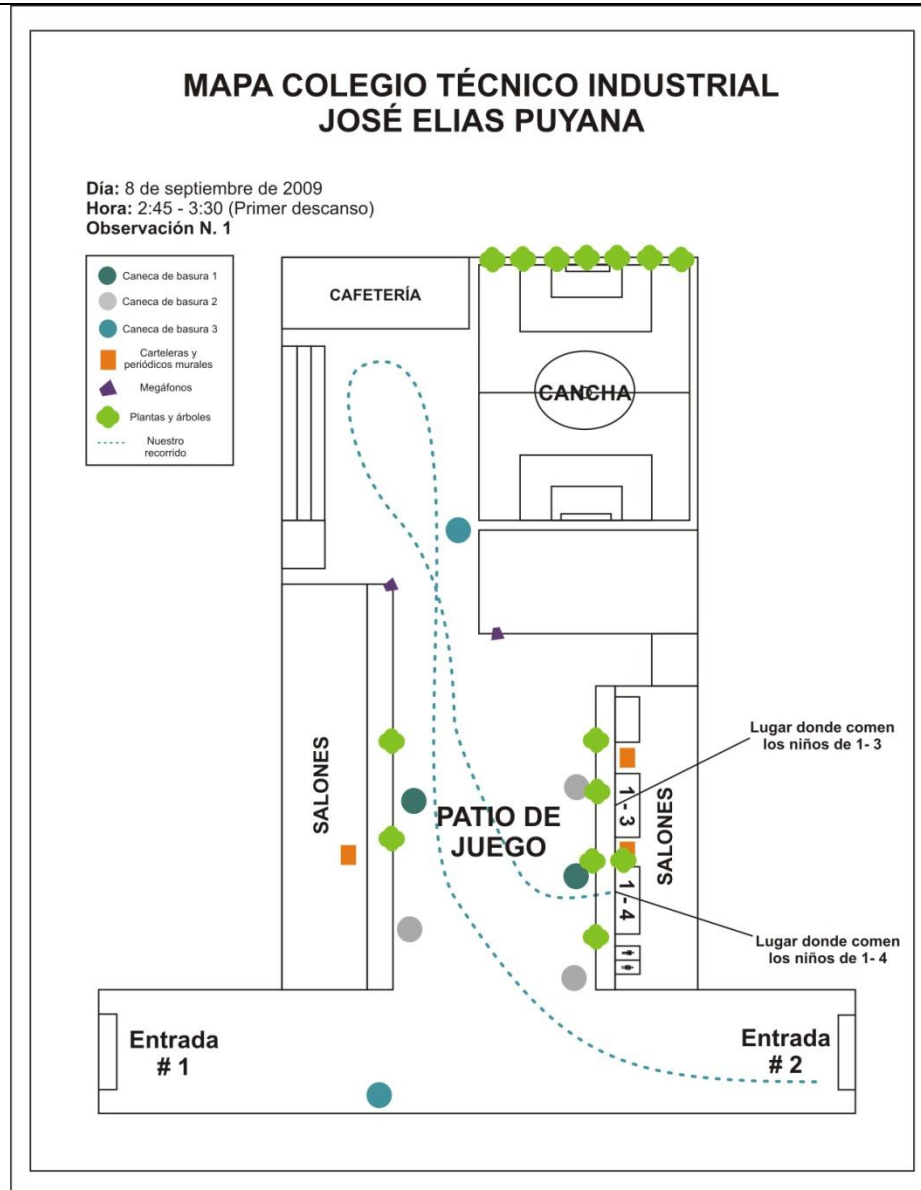 MAPA COLEGIO TÉCNICO INDUSTRIAL
JOSÉ ELIAS PUYANA
Día: 8 de septiembre de 2009
Hora: 2:45 - 3:30 (Primer descanso)
Observación N. 1
Caneca de basura 1
Caneca de basura 2
Caneca de basura 3
Carteleras y
periódicos murales
Megáfonos
Plantas y árboles
Nuestro
recorrido
CAFETERÍA
CANCHA
SALONES
PATIO DE
JUEGO
1 - 3
1 - 4
SALONES
Lugar donde comen
los niños de 1- 3
Lugar donde comen
los niños de 1- 4
Entrada
# 1
Entrada
# 2